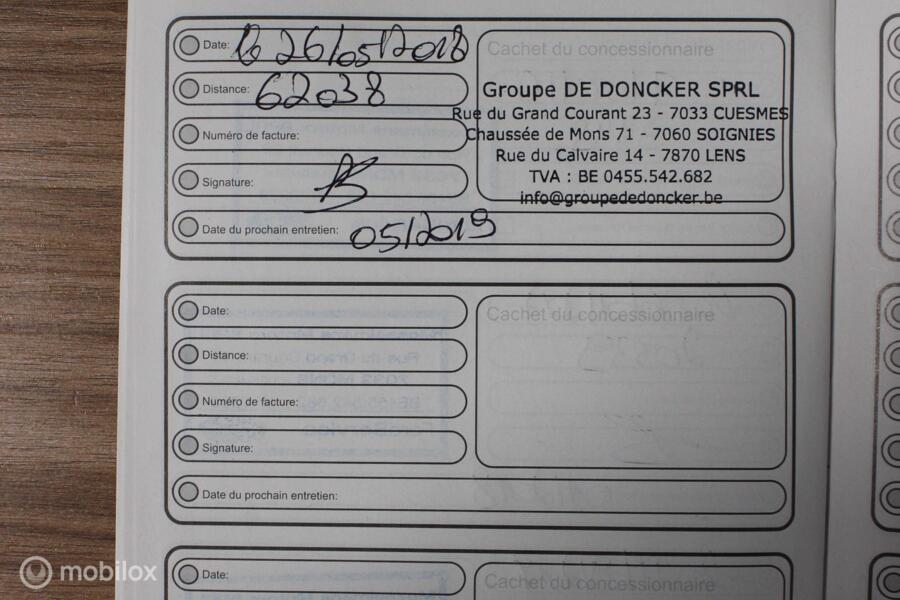 Date: le 26/05/2018
Cachet du concessionnaire
Distance: 62038
Groupe DE DONCKER SPRL
Rue du Grand Courant 23 - 7033 CUESMES
Numéro de facture:
Chaussée de Mons 71 - 7060 SOIGNIES
Rue du Calvaire 14 - 7870 LENS
Signature:
TVA : BE 0455.542.682
info@groupededoncker.be
Date du prochain entretien: 05/2019
Date:
Cachet du concessionnaire
Distance:
Numéro de facture:
Signature:
Date du prochain entretien:
Date:
Cachet du concessionnaire
mobilox